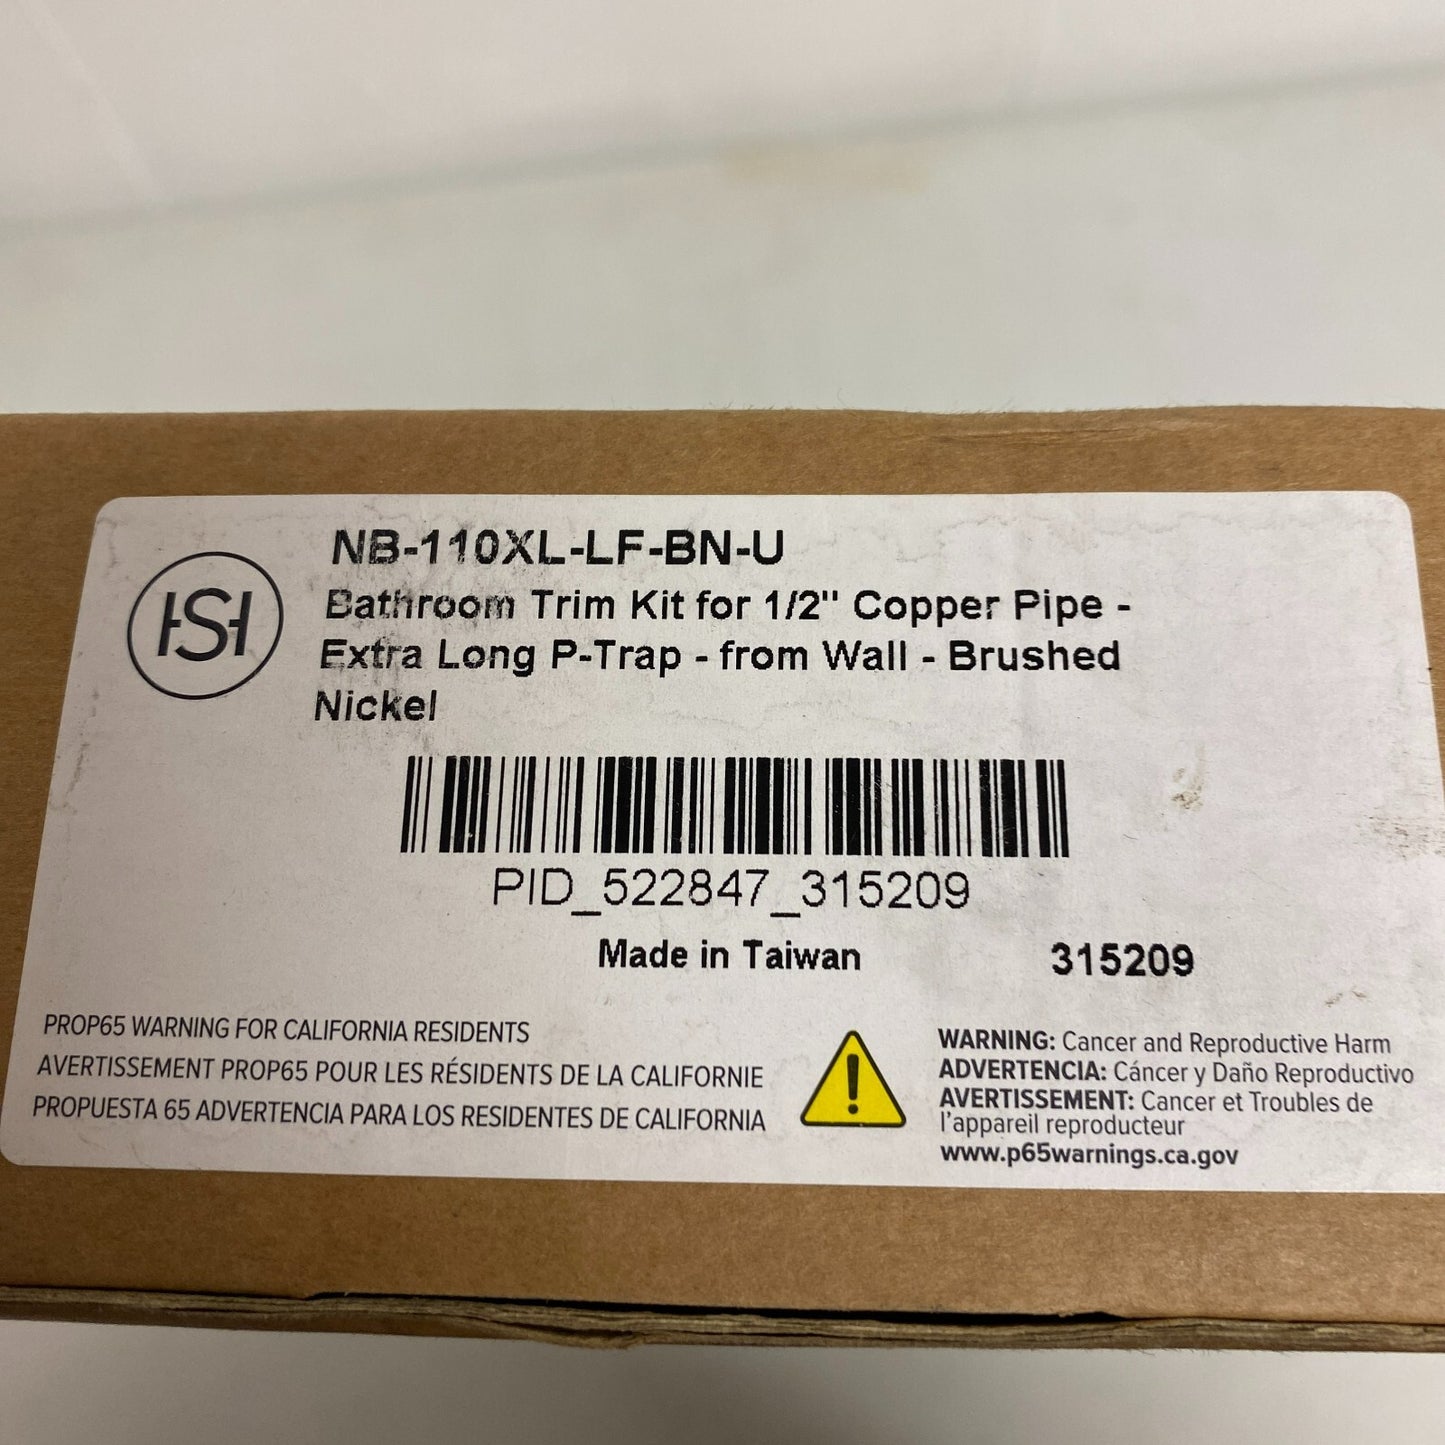 HSH
NB-110XL-LF-BN-U
Bathroom Trim Kit for 1/2" Copper Pipe -
Extra Long P-Trap - from Wall - Brushed
Nickel
PID_522847_315209
Made in Taiwan
315209
PROP65 WARNING FOR CALIFORNIA RESIDENTS
AVERTISSEMENT PROP65 POUR LES RÉSIDENTS DE LA CALIFORNIE
PROPUESTA 65 ADVERTENCIA PARA LOS RESIDENTES DE CALIFORNIA
WARNING: Cancer and Reproductive Harm
ADVERTENCIA: Cáncer y Daño Reproductivo
AVERTISSEMENT: Cancer et Troubles de
l'appareil reproducteur
www.p65warnings.ca.gov